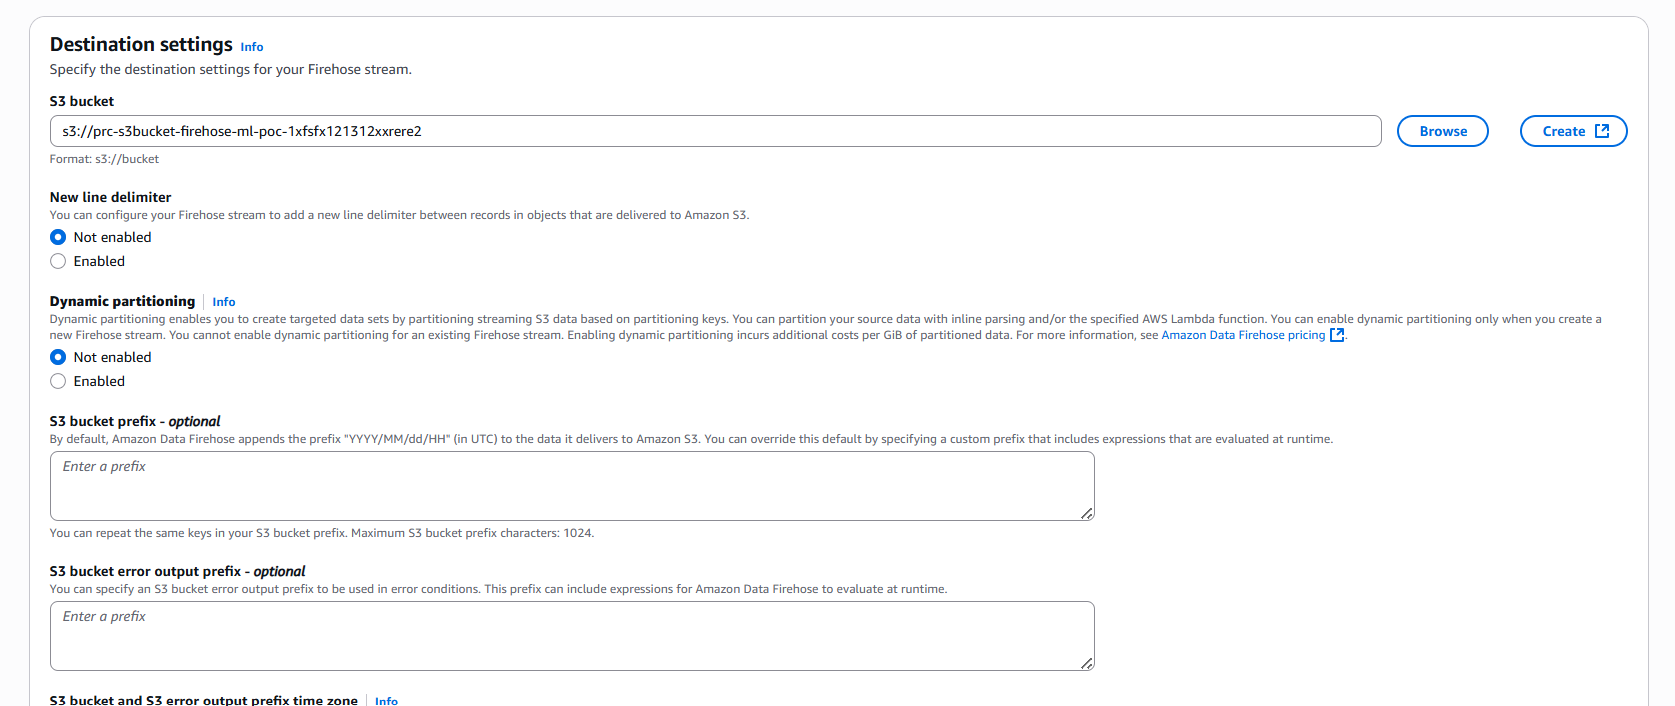 Destination settings Info
Specify the destination settings for your Firehose stream.
S3 bucket
s3://prc-s3bucket-firehose-ml-poc-1xfsfx121312xxrere2
Browse
Create
Format: s3://bucket
New line delimiter
You can configure your Firehose stream to add a new line delimiter between records in objects that are delivered to Amazon S3.
Not enabled
Enabled
Dynamic partitioning Info
Dynamic partitioning enables you to create targeted data sets by partitioning streaming S3 data based on partitioning keys. You can partition your source data with inline parsing and/or the specified AWS Lambda function. You can enable dynamic partitioning only when you create a
new Firehose stream. You cannot enable dynamic partitioning for an existing Firehose stream. Enabling dynamic partitioning incurs additional costs per GiB of partitioned data. For more information, see Amazon Data Firehose pricing.
Not enabled
Enabled
S3 bucket prefix - optional
By default, Amazon Data Firehose appends the prefix "YYYY/MM/dd/HH" (in UTC) to the data it delivers to Amazon S3. You can override this default by specifying a custom prefix that includes expressions that are evaluated at runtime.
Enter a prefix
You can repeat the same keys in your S3 bucket prefix. Maximum S3 bucket prefix characters: 1024.
S3 bucket error output prefix - optional
You can specify an S3 bucket error output prefix to be used in error conditions. This prefix can include expressions for Amazon Data Firehose to evaluate at runtime.
Enter a prefix
S3 bucket and S3 error output prefix time zone Info